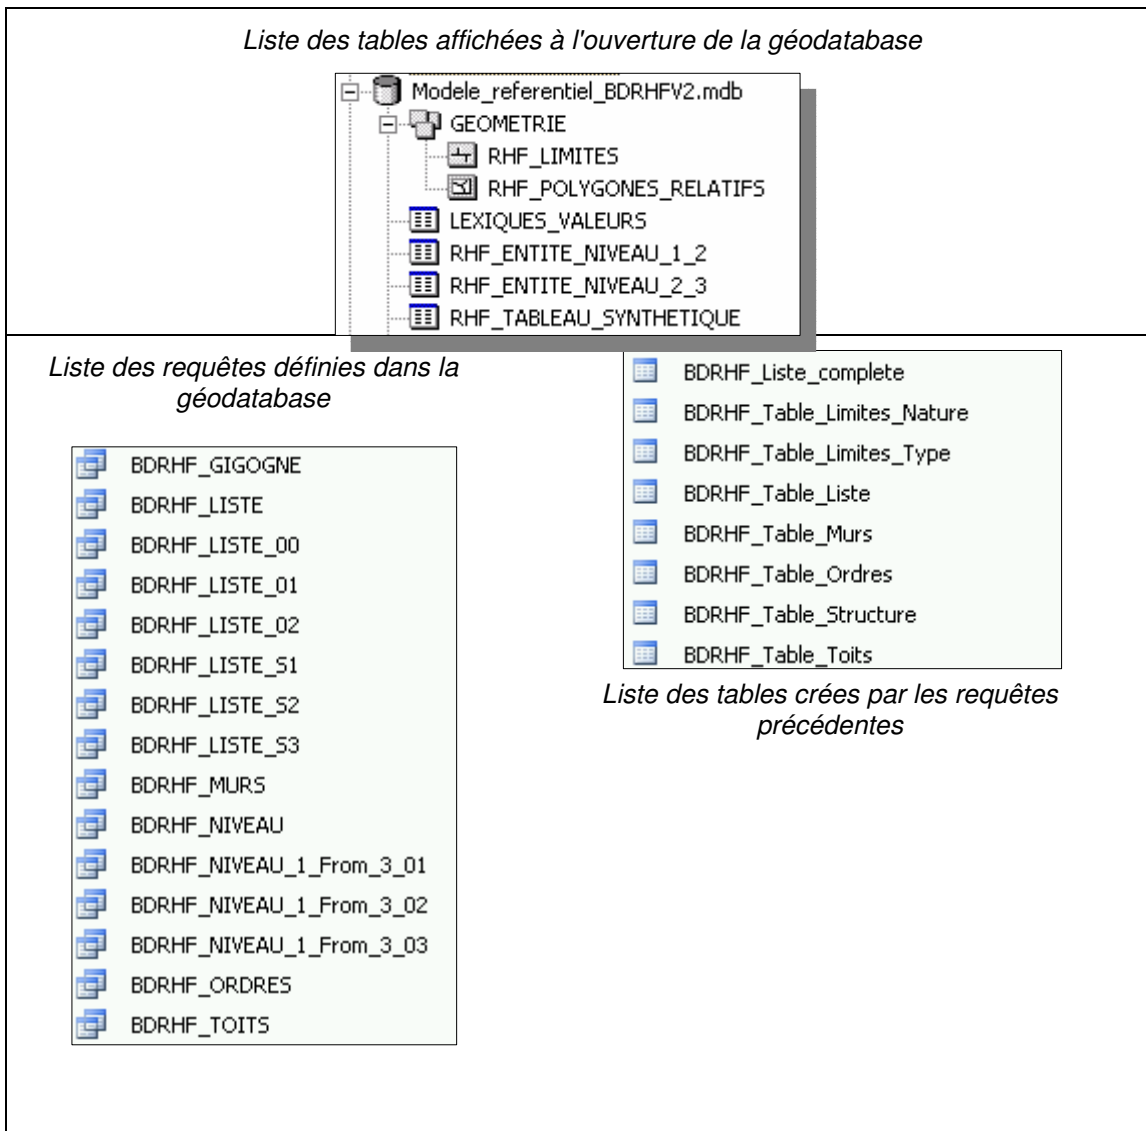 Liste des tables affichées à l'ouverture de la géodatabase
Modele_referentiel_BDRHFV2.mdb
GEOMETRIE
RHF_LIMITES
RHF_POLYGONES_RELATIFS
LEXIQUES_VALEURS
RHF_ENTITE_NIVEAU_1_2
RHF_ENTITE_NIVEAU_2_3
RHF_TABLEAU_SYNTHETIQUE
Liste des requêtes définies dans la
géodatabase
BDRHF_GIGOGNE
BDRHF_LISTE
BDRHF_LISTE_00
BDRHF_LISTE_01
BDRHF_LISTE_02
BDRHF_LISTE_S1
BDRHF_LISTE_S2
BDRHF_LISTE_S3
BDRHF_MURS
BDRHF_NIVEAU
BDRHF_NIVEAU_1_From_3_01
BDRHF_NIVEAU_1_From_3_02
BDRHF_NIVEAU_1_From_3_03
BDRHF_ORDRES
BDRHF_TOITS
BDRHF_Liste_complete
BDRHF_Table_Limites_Nature
BDRHF_Table_Limites_Type
BDRHF_Table_Liste
BDRHF_Table_Murs
BDRHF_Table_Ordres
BDRHF_Table_Structure
BDRHF_Table_Toits
Liste des tables crées par les requêtes
précédentes